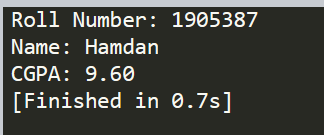 Roll Number: 1905387
Name: Hamdan
CGPA: 9.60
[Finished in 0.7s]